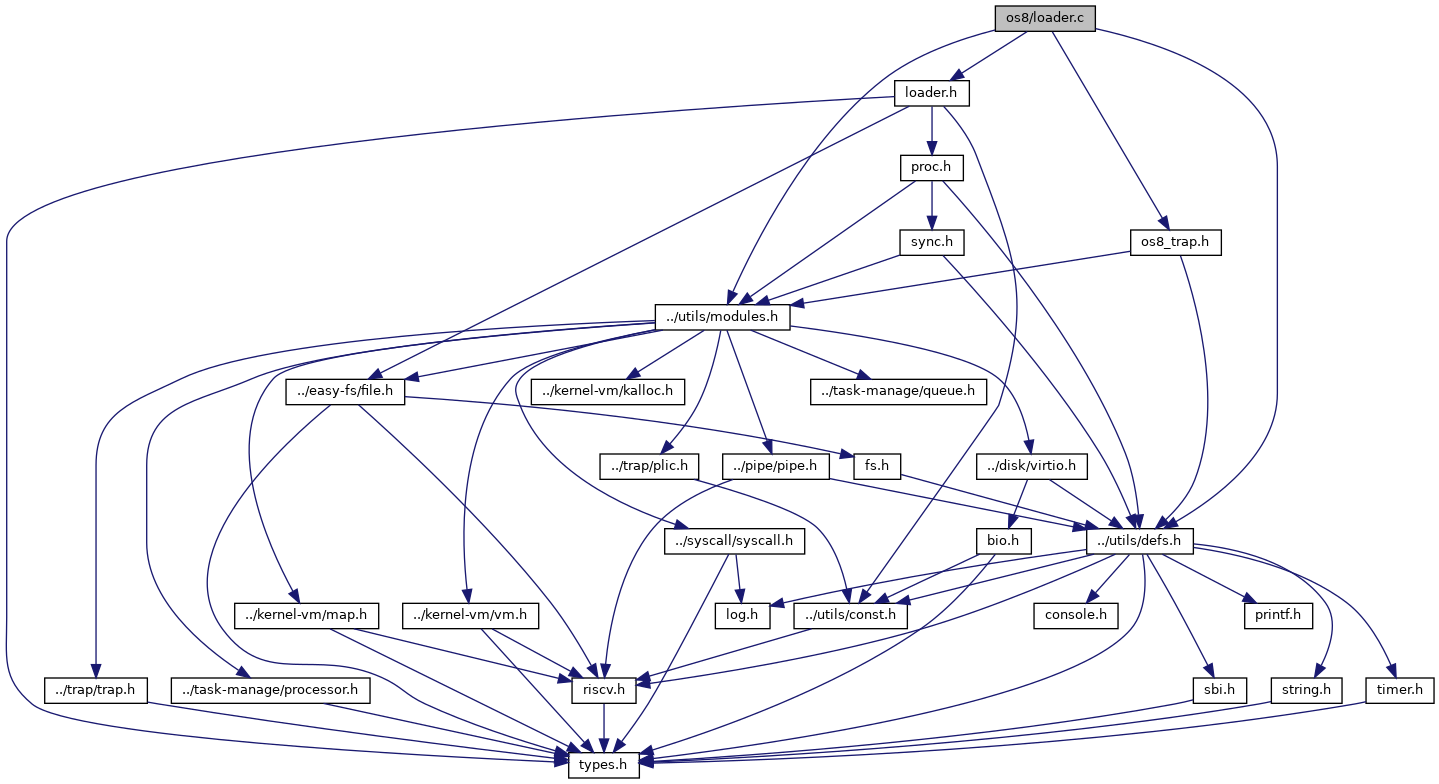 os8/loader.c
loader.h
proc.h
sync.h
os8_trap.h
../utils/modules.h
../easy-fs/file.h
../kernel-vm/kalloc.h
../task-manage/queue.h
../trap/plic.h
../pipe/pipe.h
fs.h
../disk/virtio.h
../syscall/syscall.h
bio.h
../utils/defs.h
../kernel-vm/map.h
../kernel-vm/vm.h
log.h
../utils/const.h
console.h
printf.h
../trap/trap.h
../task-manage/processor.h
riscv.h
sbi.h
string.h
timer.h
types.h